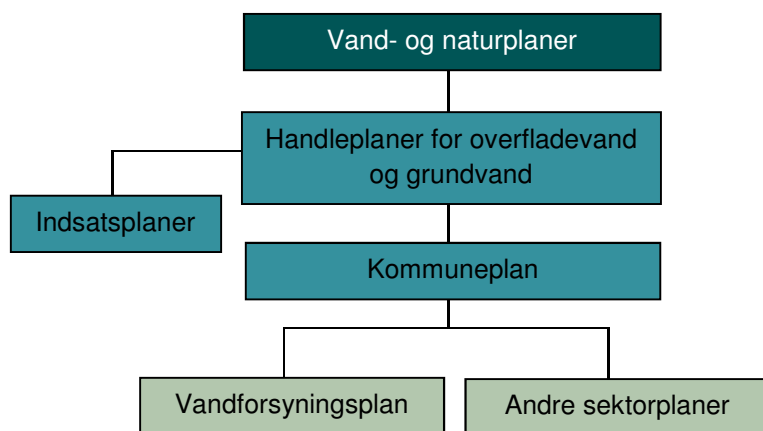 Vand- og naturplaner
Handleplaner for overfladevand
og grundvand
Indsatsplaner
Kommuneplan
Vandforsyningsplan
Andre sektorplaner